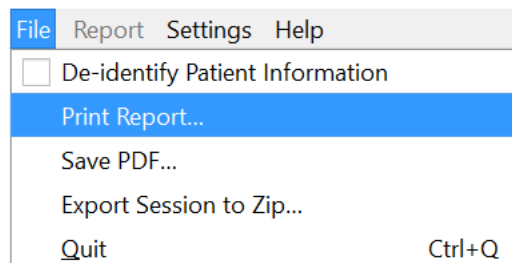 File Report Settings Help
De-identify Patient Information
Print Report...
Save PDF...
Export Session to Zip...
Quit Ctrl+Q